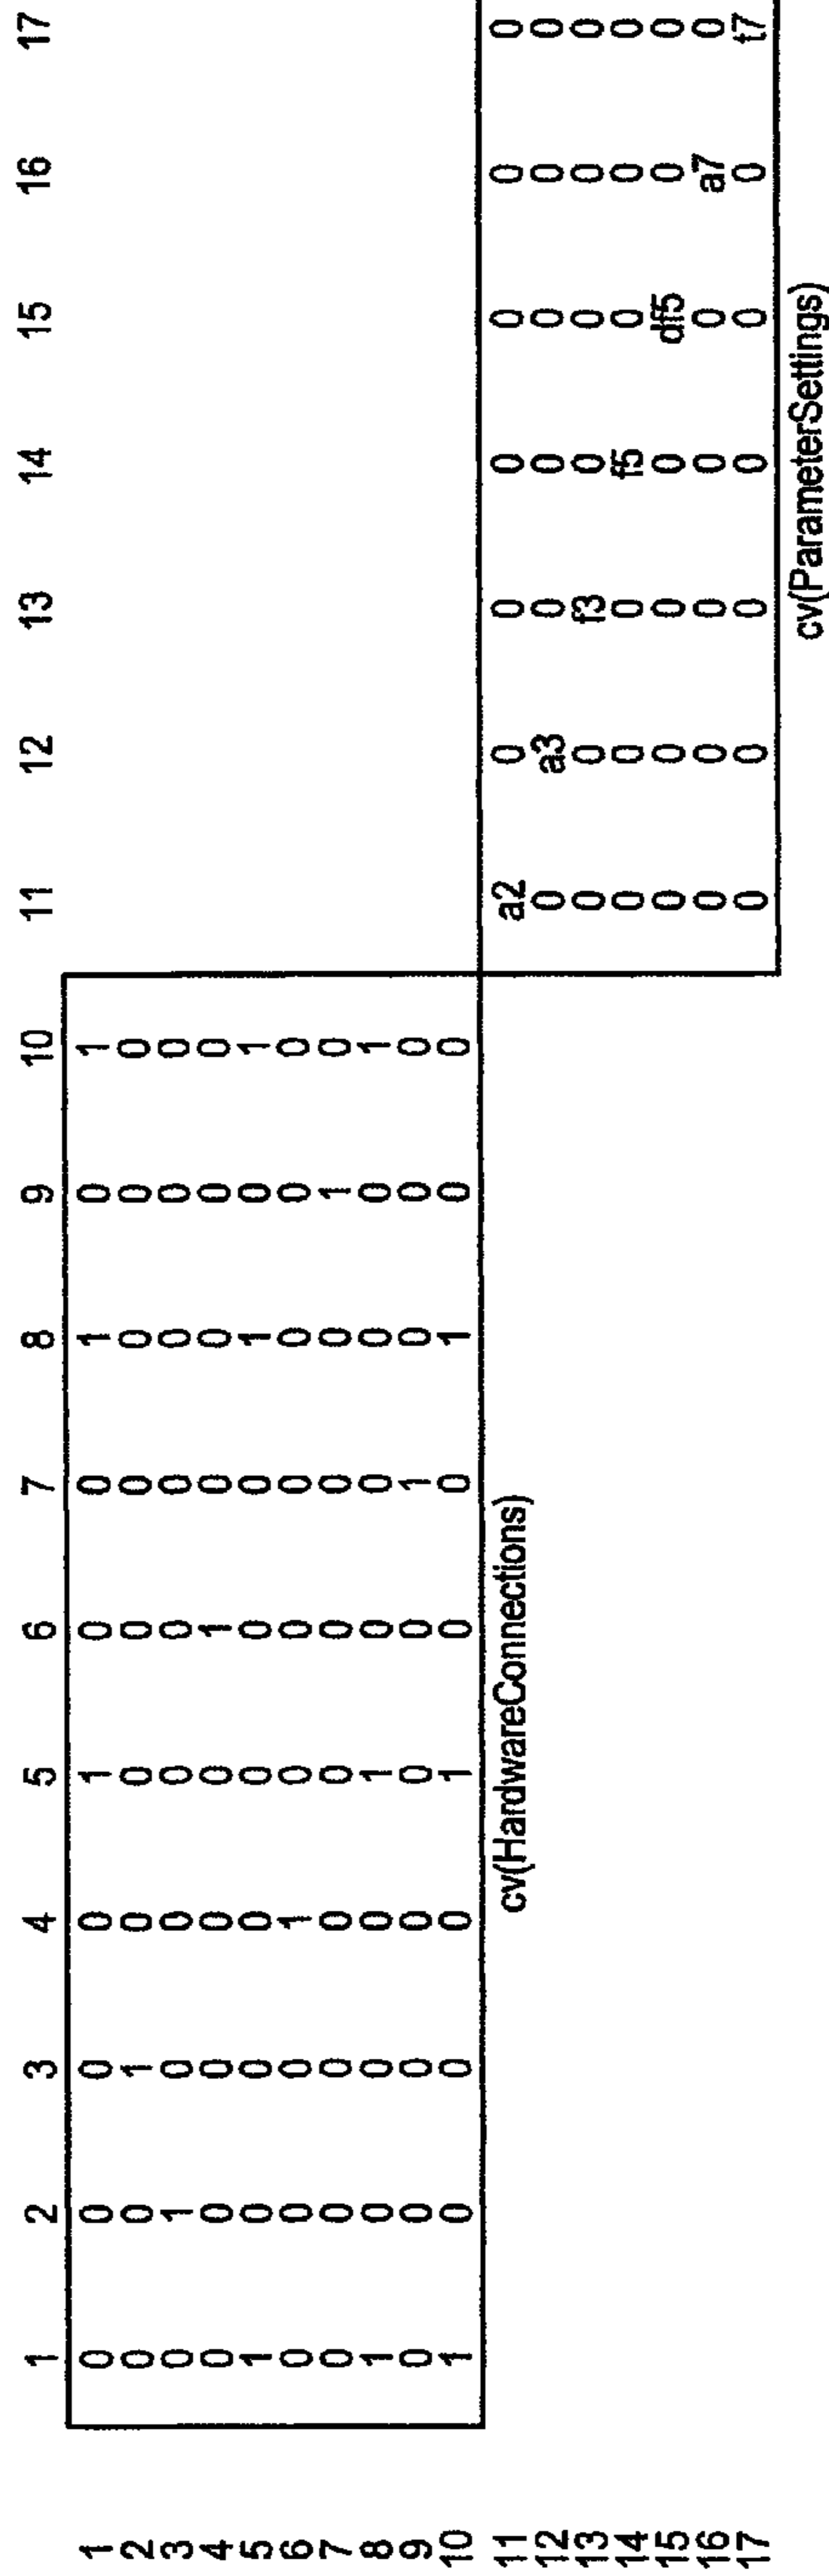 1 2 3 4 5 6 7 8 9 10 11 12 13 14 15 16 17
1 0 0 0 0 1 0 0 1 0 1
2 0 0 1 0 0 0 0 0 0 0
3 0 1 0 0 0 0 0 0 0 0
4 0 0 0 0 0 1 0 0 0 0
5 1 0 0 0 0 0 0 1 0 1
6 0 0 0 1 0 0 0 0 0 0
7 0 0 0 0 0 0 0 0 1 0
8 1 0 0 0 1 0 0 0 0 1
9 0 0 0 0 0 0 1 0 0 0
10 1 0 0 0 1 0 0 1 0 0
11 a2 0 0 0 0 0 0
cv(HardwareConnections)
12 0 a3 0 0 0 0 0
13 0 0 f3 0 0 0 0
14 0 0 0 f5 0 0 0
15 0 0 0 0 df5 0 0
16 0 0 0 0 0 a7 0
17 0 0 0 0 0 0 t7
cv(ParameterSettings)